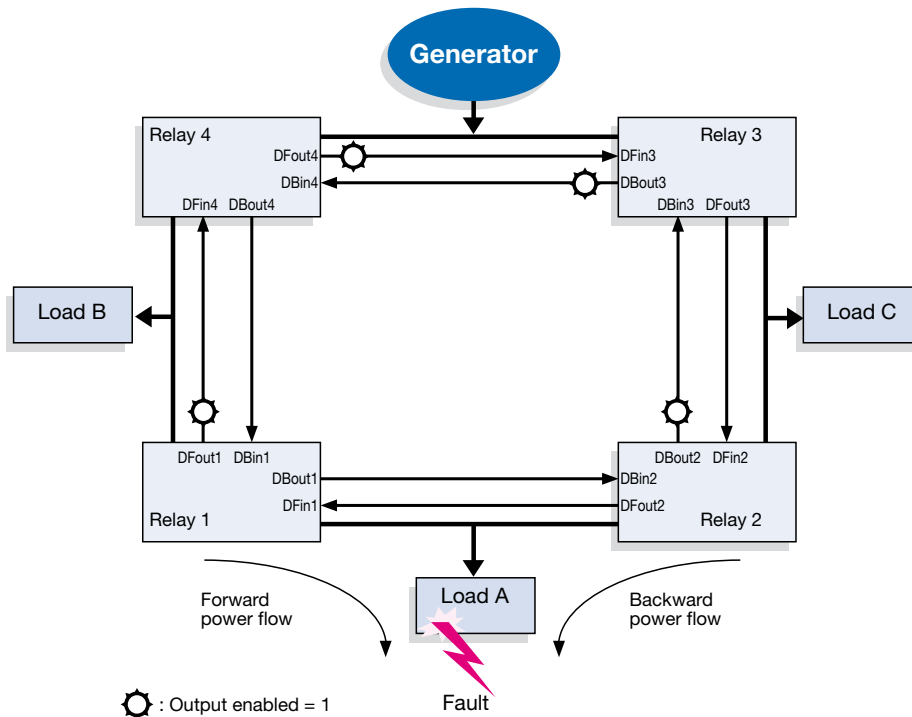 Generator
Relay 4
Relay 3
DFout4
DFin3
DBin4
DBout3
DFin4 DBout4
DBin3 DFout3
Load B
Load C
DFout1 DBin1
DBout2 DFin2
DBout1
DBin2
DFin1
DFout2
Relay 1
Relay 2
Forward
power flow
Load A
Backward
power flow
: Output enabled = 1
Fault